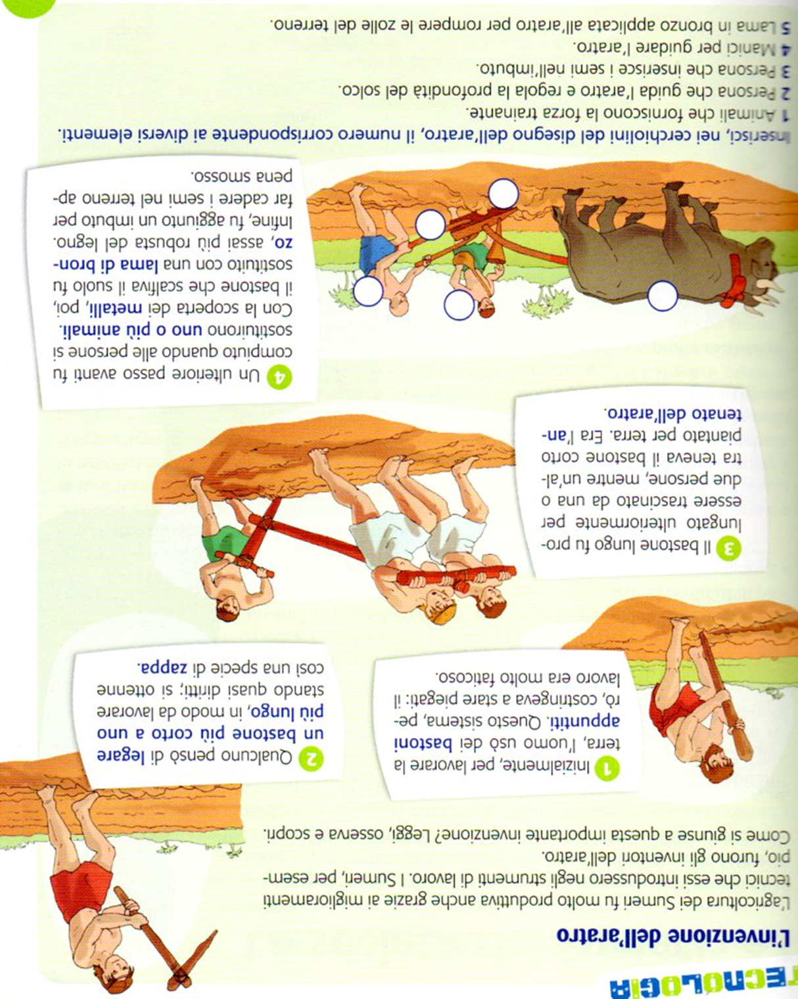 TECNOLOGIA
L'invenzione dell'aratro
L'agricoltura dei Sumeri fu molto produttiva anche grazie ai miglioramenti
tecnici che essi introdussero negli strumenti di lavoro. I Sumeri, per esem-
pio, furono gli inventori dell'aratro.
Come si giunse a questa importante invenzione? Leggi, osserva e scopri.
1 Inizialmente, per lavorare la
terra, l'uomo usò dei bastoni
appuntiti. Questo sistema, pe-
rò, costringeva a stare piegati: il
lavoro era molto faticoso.
2 Qualcuno pensò di legare
un bastone più corto a uno
più lungo, in modo da lavorare
stando quasi diritti; si ottenne
così una specie di zappa.
3 Il bastone lungo fu pro-
lungato ulteriormente per
essere trascinato da una o
due persone, mentre un'al-
tra teneva il bastone corto
piantato per terra. Era l'an-
tenato dell'aratro.
4 Un ulteriore passo avanti fu
compiuto quando alle persone si
sostituirono uno o più animali.
Con la scoperta dei metalli, poi,
il bastone che scalfiva il suolo fu
sostituito con una lama di bron-
zo, assai più robusta del legno.
Infine, fu aggiunto un imbuto per
far cadere i semi nel terreno ap-
pena smosso.
Inserisci, nei cerchiolini del disegno dell'aratro, il numero corrispondente ai diversi elementi.
1 Animali che forniscono la forza trainante.
2 Persona che guida l'aratro e regola la profondità del solco.
3 Persona che inserisce i semi nell'imbuto.
4 Manici per guidare l'aratro.
5 Lama in bronzo applicata all'aratro per rompere le zolle del terreno.